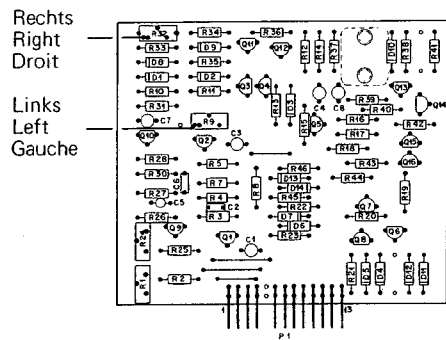 Rechts
Right
Droit
Links
Left
Gauche
R32 R34 R36
R33 D9 Q11 Q12 R12 R14 R37 D10 R38 R41
D8 R35
D1 D2 Q3 Q4 Q13
R10 R11 R13 D3 C4 C8 R39 Q14
R31 R40
C7 R9 R15 Q5 R16 R42
Q10 Q2 C3 R17 Q15
R18
R28 R5 R43 Q16
R30 C6 R7 R8 R46 R44
R27 R4 D13 R19
C5 C2 D14
R26 R3 R45 Q7
R22 R20
Q9 Q1 D7 Q8 Q6
D6
R25 C1 R23
R1 R2 R21 D5 D4 D12 D11
1 13
P1